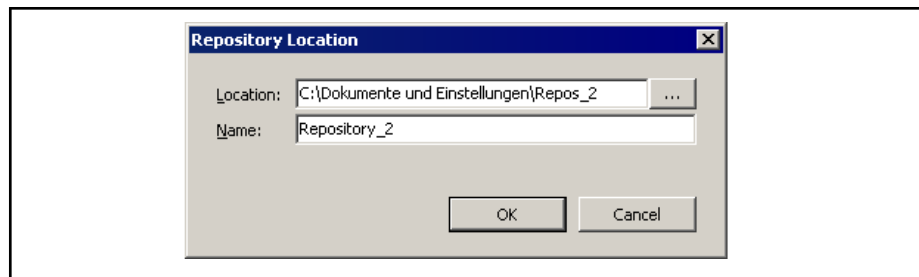 Repository Location
Location: C:\Dokumente und Einstellungen\Repos_2 ...
Name: Repository_2
OK Cancel